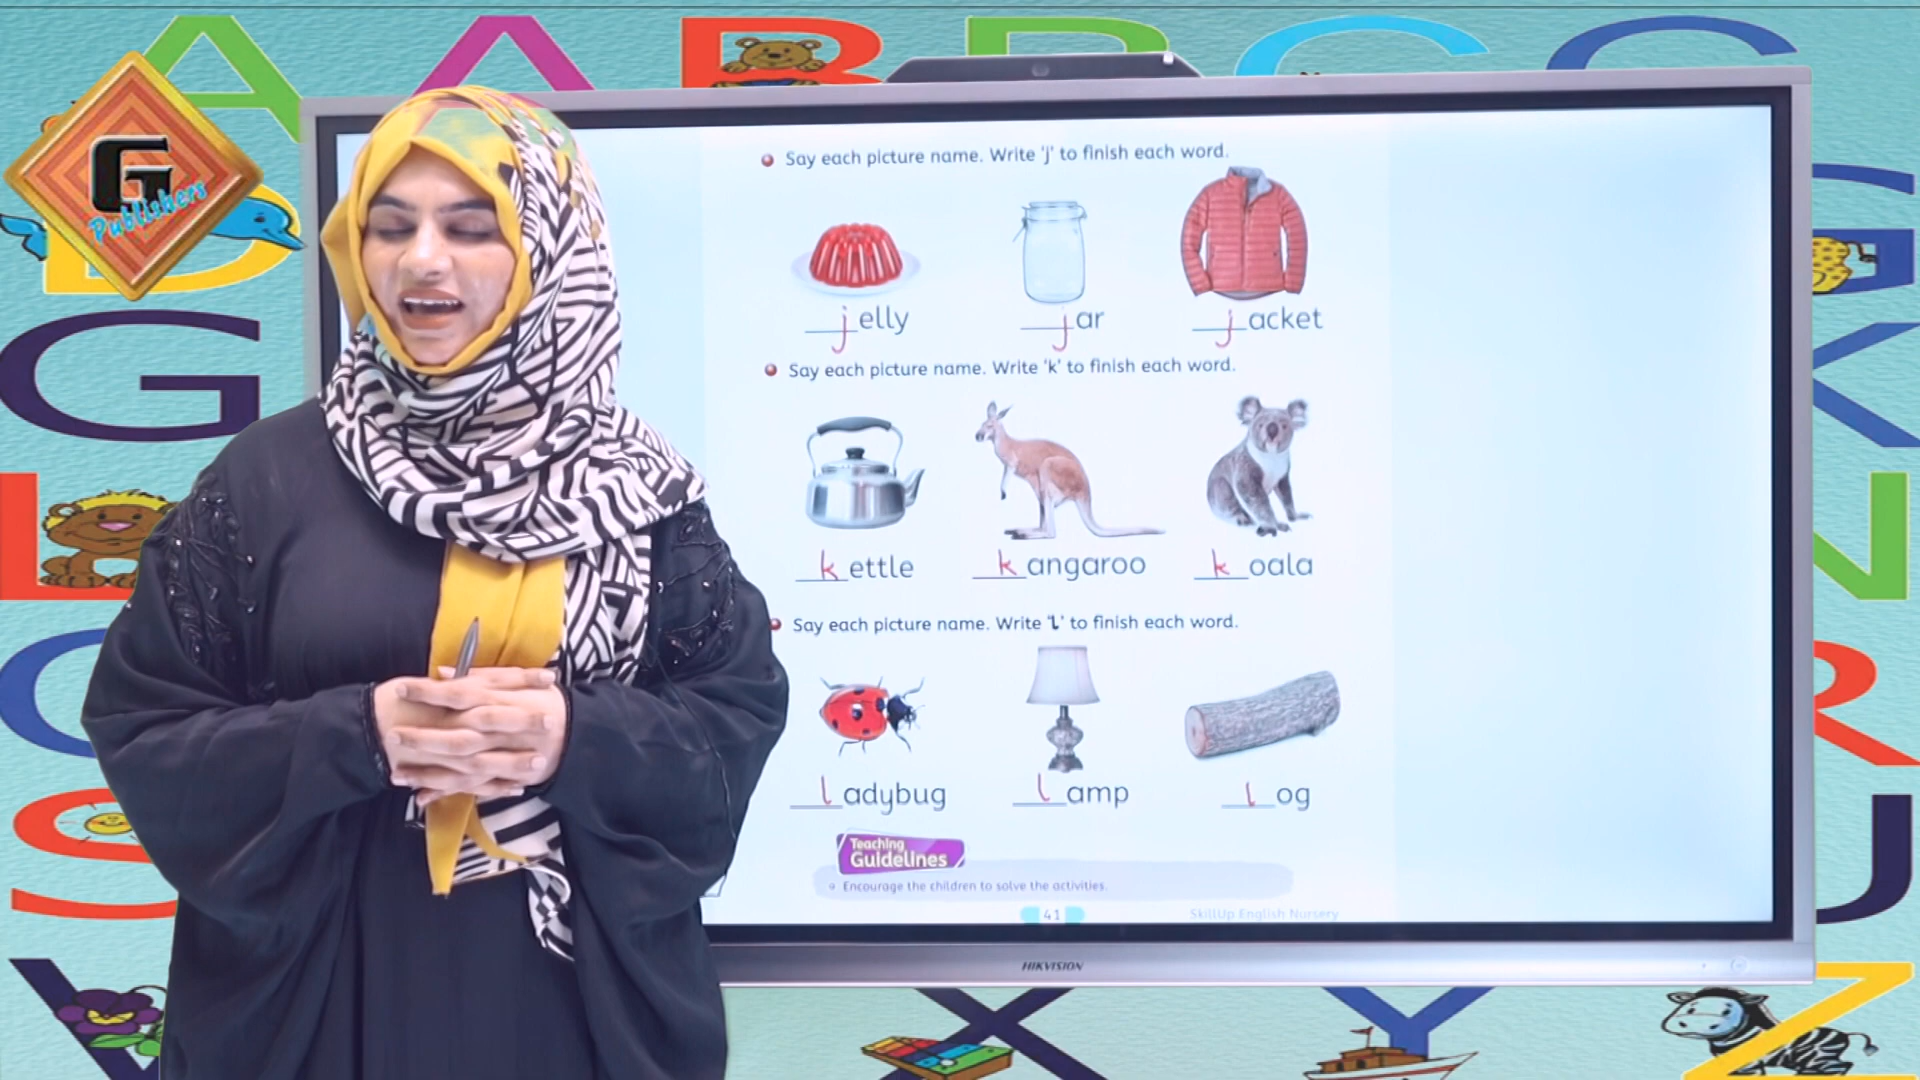 G
Publishers
Say each picture name. Write 'j' to finish each word.
jelly jar jacket
Say each picture name. Write 'k' to finish each word.
kettle kangaroo koala
Say each picture name. Write 'l' to finish each word.
ladybug lamp log
Teaching
Guidelines
Encourage the children to solve the activities.
41 SkillUp English Nursery
HIKVISION
A A B C
G
K
L
N
R
S
J
X Y Z